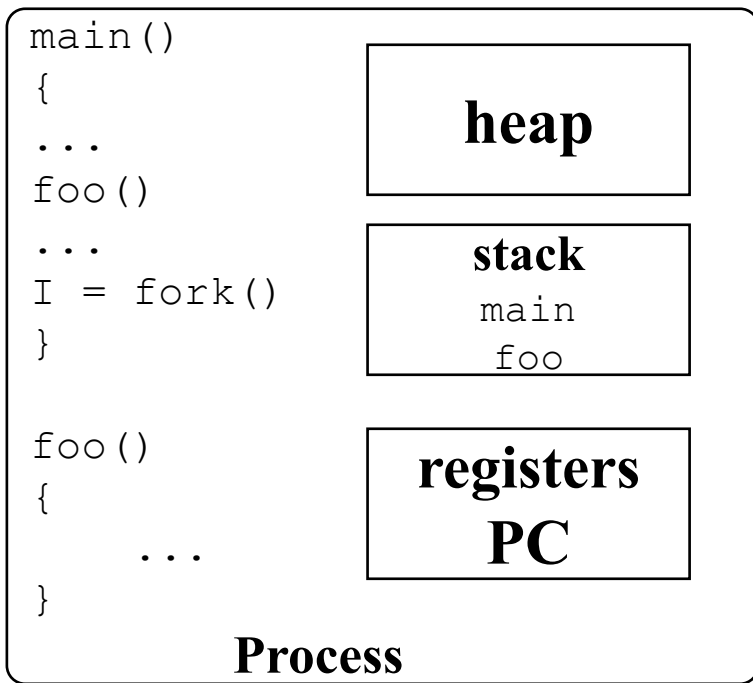 main()
{
...
foo()
...
I = fork()
}
foo()
{
...
}
heap
stack
main
foo
registers
PC
Process